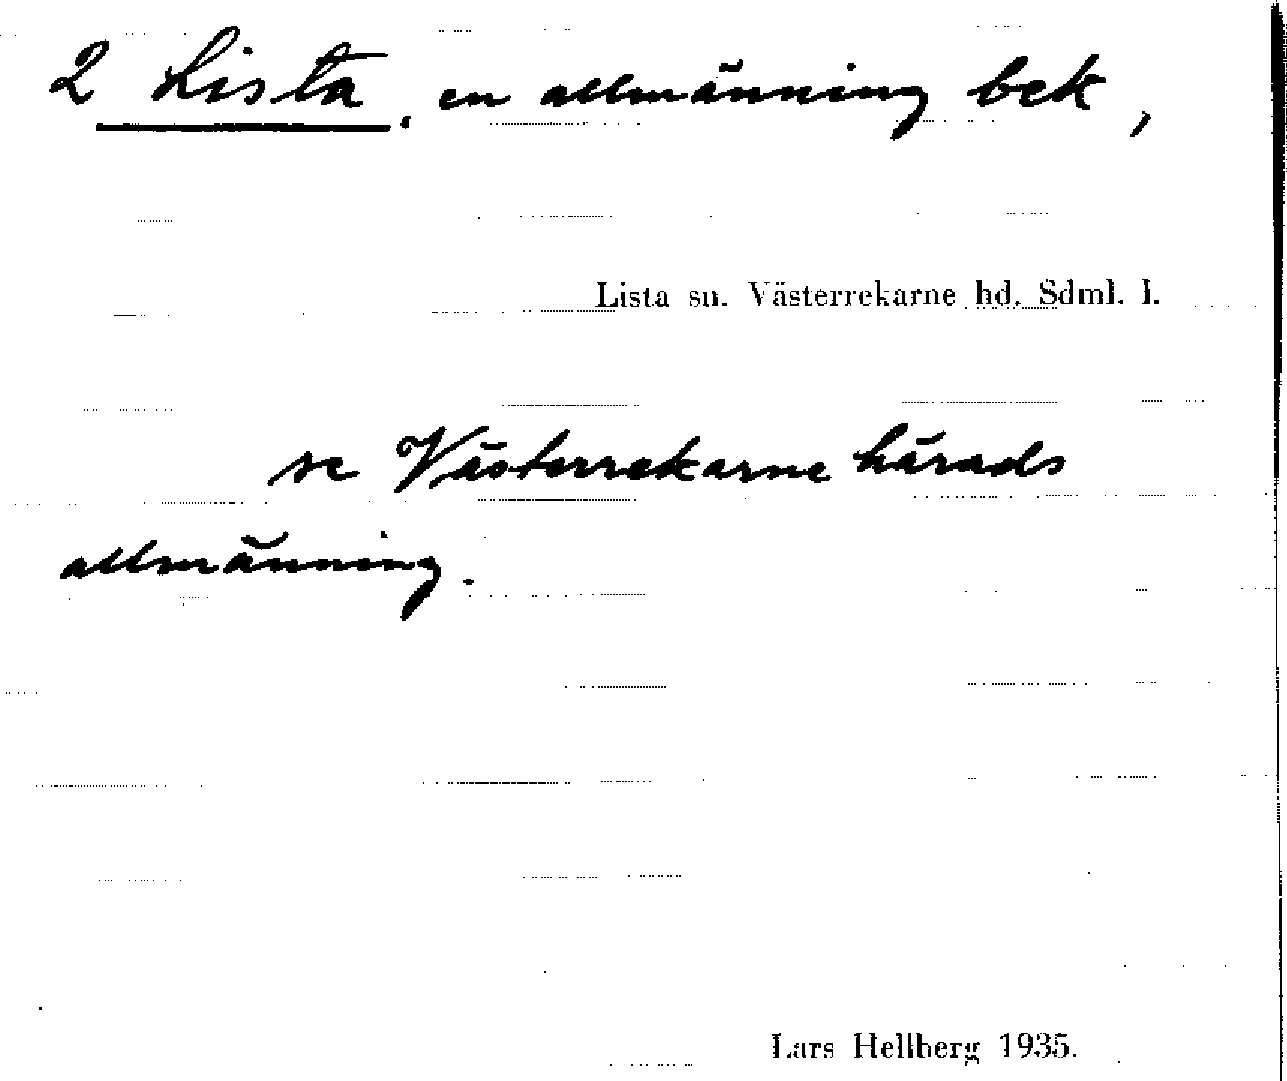 2 Lista, en allmänning bek,
Lista sn. Västerrekarne hd. Sdml. l.
se Västerrekarne härads
allmänning.
Lars Hellberg 1935.